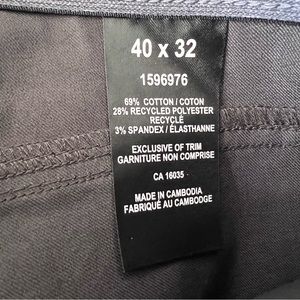 40 x 32
1596976
69% COTTON / COTON
28% RECYCLED POLYESTER
RECYCLÉ
3% SPANDEX / ÉLASTHANNE
EXCLUSIVE OF TRIM
GARNITURE NON COMPRISE
CA 16035
MADE IN CAMBODIA
FABRIQUÉ AU CAMBODGE